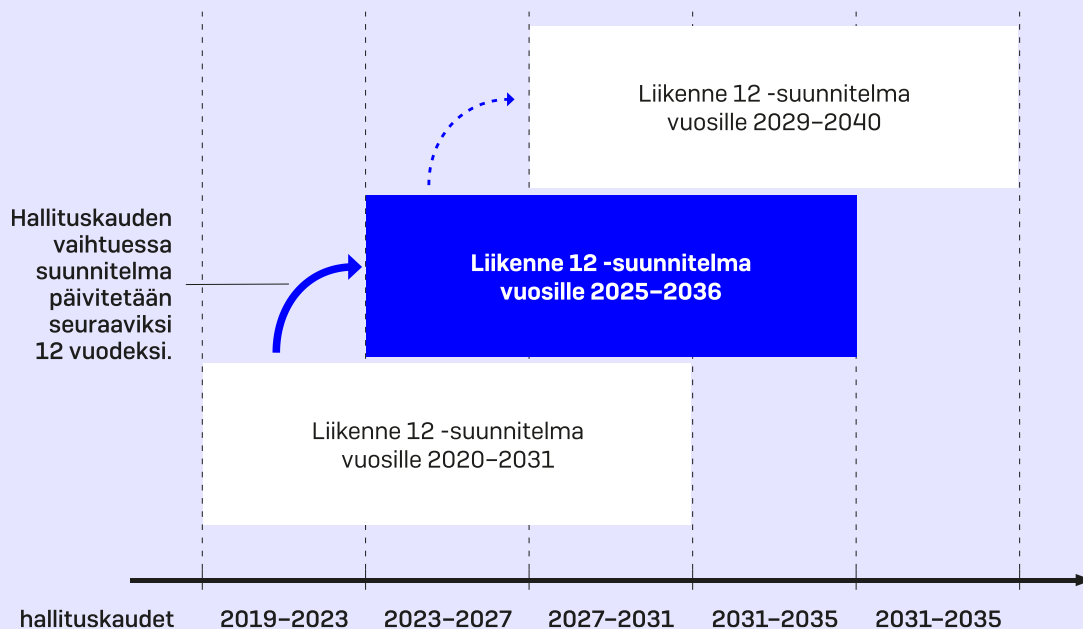 Liikenne 12 -suunnitelma
vuosille 2029–2040
Hallituskauden
vaihtuessa
suunnitelma
päivitetään
seuraaviksi
12 vuodeksi.
Liikenne 12 -suunnitelma
vuosille 2025–2036
Liikenne 12 -suunnitelma
vuosille 2020–2031
hallituskaudet 2019–2023 2023–2027 2027–2031 2031–2035 2031–2035